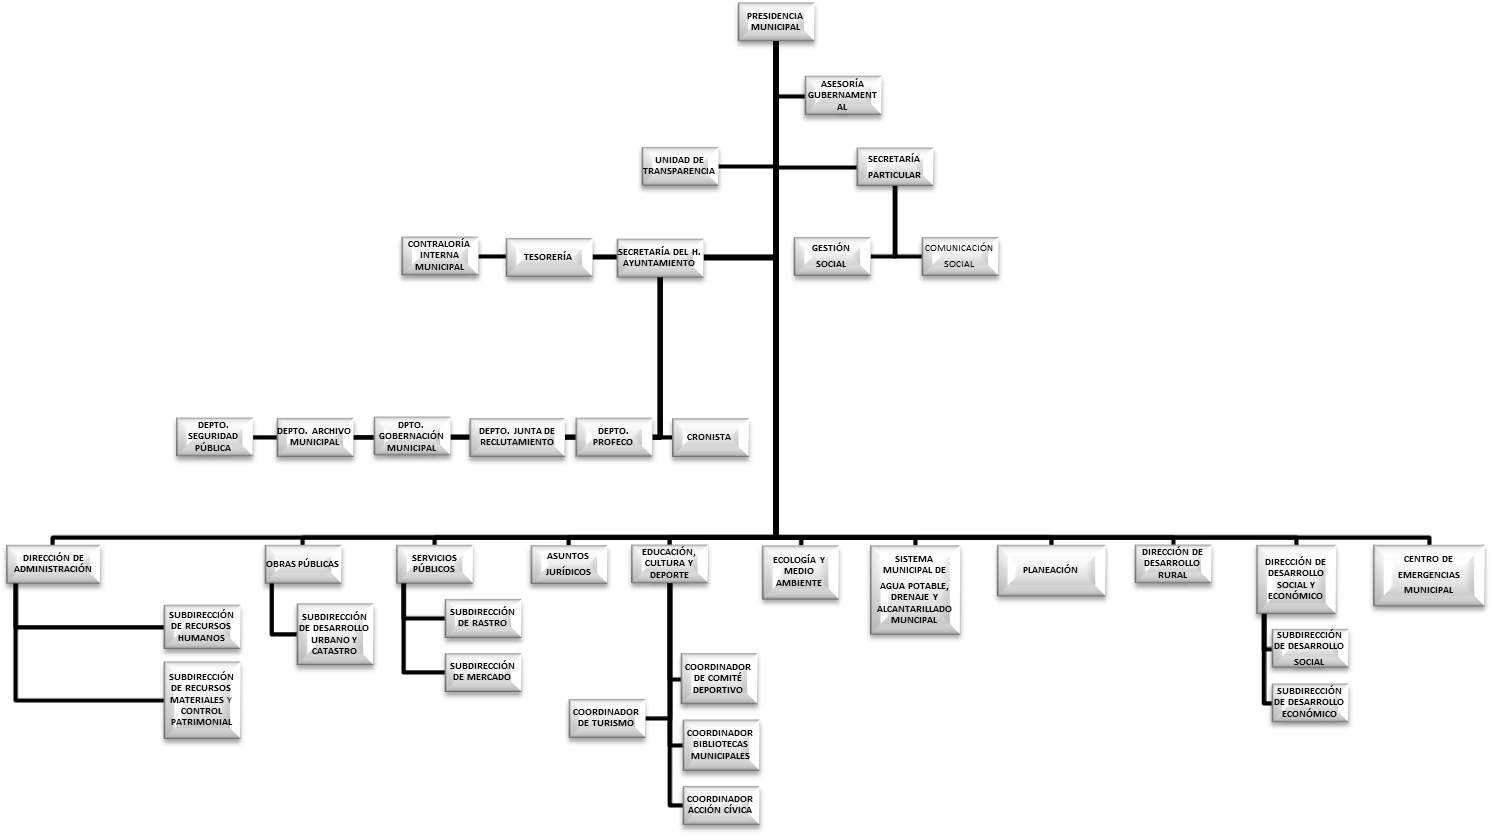 PRESIDENCIA
MUNICIPAL
ASESORÍA
GUBERNAMENT
AL
UNIDAD DE
TRANSPARENCIA
SECRETARÍA
PARTICULAR
CONTRALORÍA
INTERNA
MUNICIPAL
TESORERÍA
SECRETARÍA DEL H.
AYUNTAMIENTO
GESTIÓN
SOCIAL
COMUNICACIÓN
SOCIAL
DEPTO.
SEGURIDAD
PÚBLICA
DEPTO. ARCHIVO
MUNICIPAL
DPTO.
GOBERNACIÓN
MUNICIPAL
DEPTO. JUNTA DE
RECLUTAMIENTO
DEPTO.
PROFECO
CRONISTA
DIRECCIÓN DE
ADMINISTRACIÓN
OBRAS PÚBLICAS
SERVICIOS
PÚBLICOS
ASUNTOS
JURÍDICOS
EDUCACIÓN,
CULTURA Y
DEPORTE
ECOLOGÍA Y
MEDIO
AMBIENTE
SISTEMA
MUNICIPAL DE
AGUA POTABLE,
DRENAJE Y
ALCANTARILLADO
MUNCIPAL
PLANEACIÓN
DIRECCIÓN DE
DESARROLLO
RURAL
DIRECCIÓN DE
DESARROLLO
SOCIAL Y
ECONÓMICO
CENTRO DE
EMERGENCIAS
MUNICIPAL
SUBDIRECCIÓN
DE RECURSOS
HUMANOS
SUBDIRECCIÓN
DE RECURSOS
MATERIALES Y
CONTROL
PATRIMONIAL
SUBDIRECCIÓN
DE DESARROLLO
URBANO Y
CATASTRO
SUBDIRECCIÓN
DE RASTRO
SUBDIRECCIÓN
DE MERCADO
COORDINADOR
DE TURISMO
COORDINADOR
DE COMITÉ
DEPORTIVO
COORDINADOR
BIBLIOTECAS
MUNICIPALES
COORDINADOR
ACCIÓN CÍVICA
SUBDIRECCIÓN
DE DESARROLLO
SOCIAL
SUBDIRECCIÓN
DE DESARROLLO
ECONÓMICO